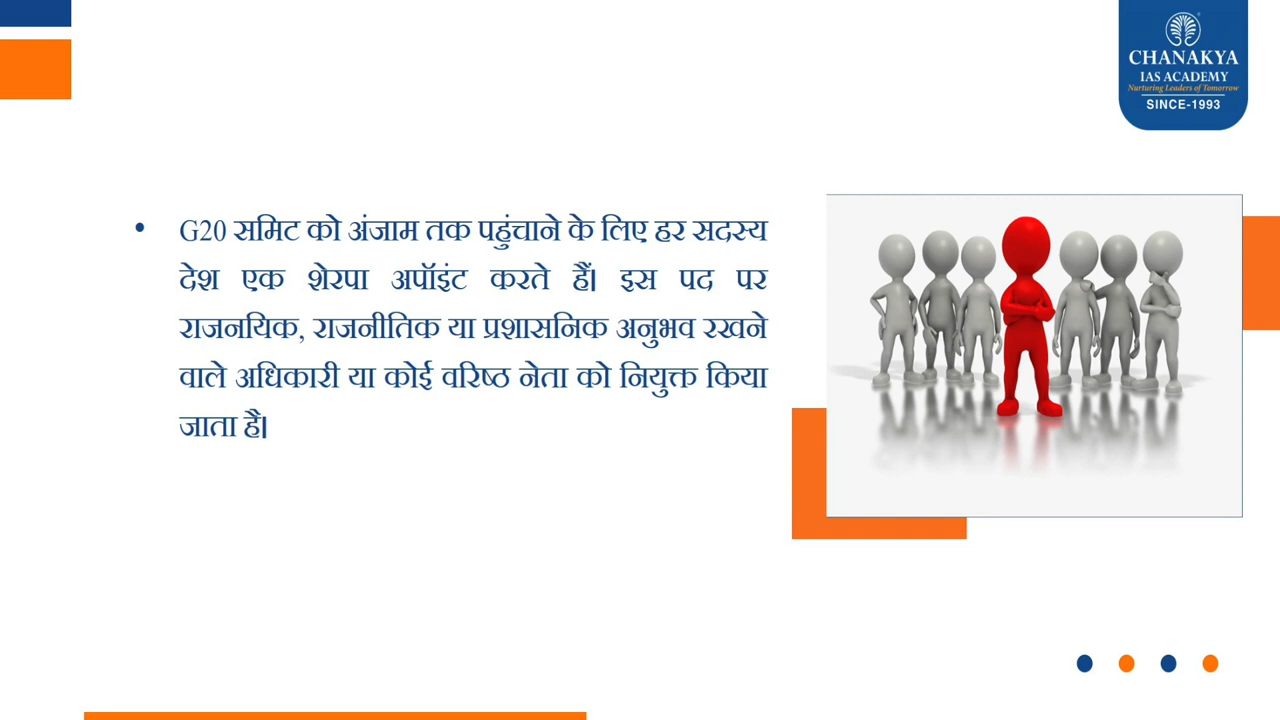 CHANAKYA
IAS ACADEMY
Nurturing Leaders of Tomorrow
SINCE-1993
• G20 समिट को अंजाम तक पहुंचाने के लिए हर सदस्य
देश एक शेरपा अपॉइंट करते हैं। इस पद पर
राजनयिक, राजनीतिक या प्रशासनिक अनुभव रखने
वाले अधिकारी या कोई वरिष्ठ नेता को नियुक्त किया
जाता है।